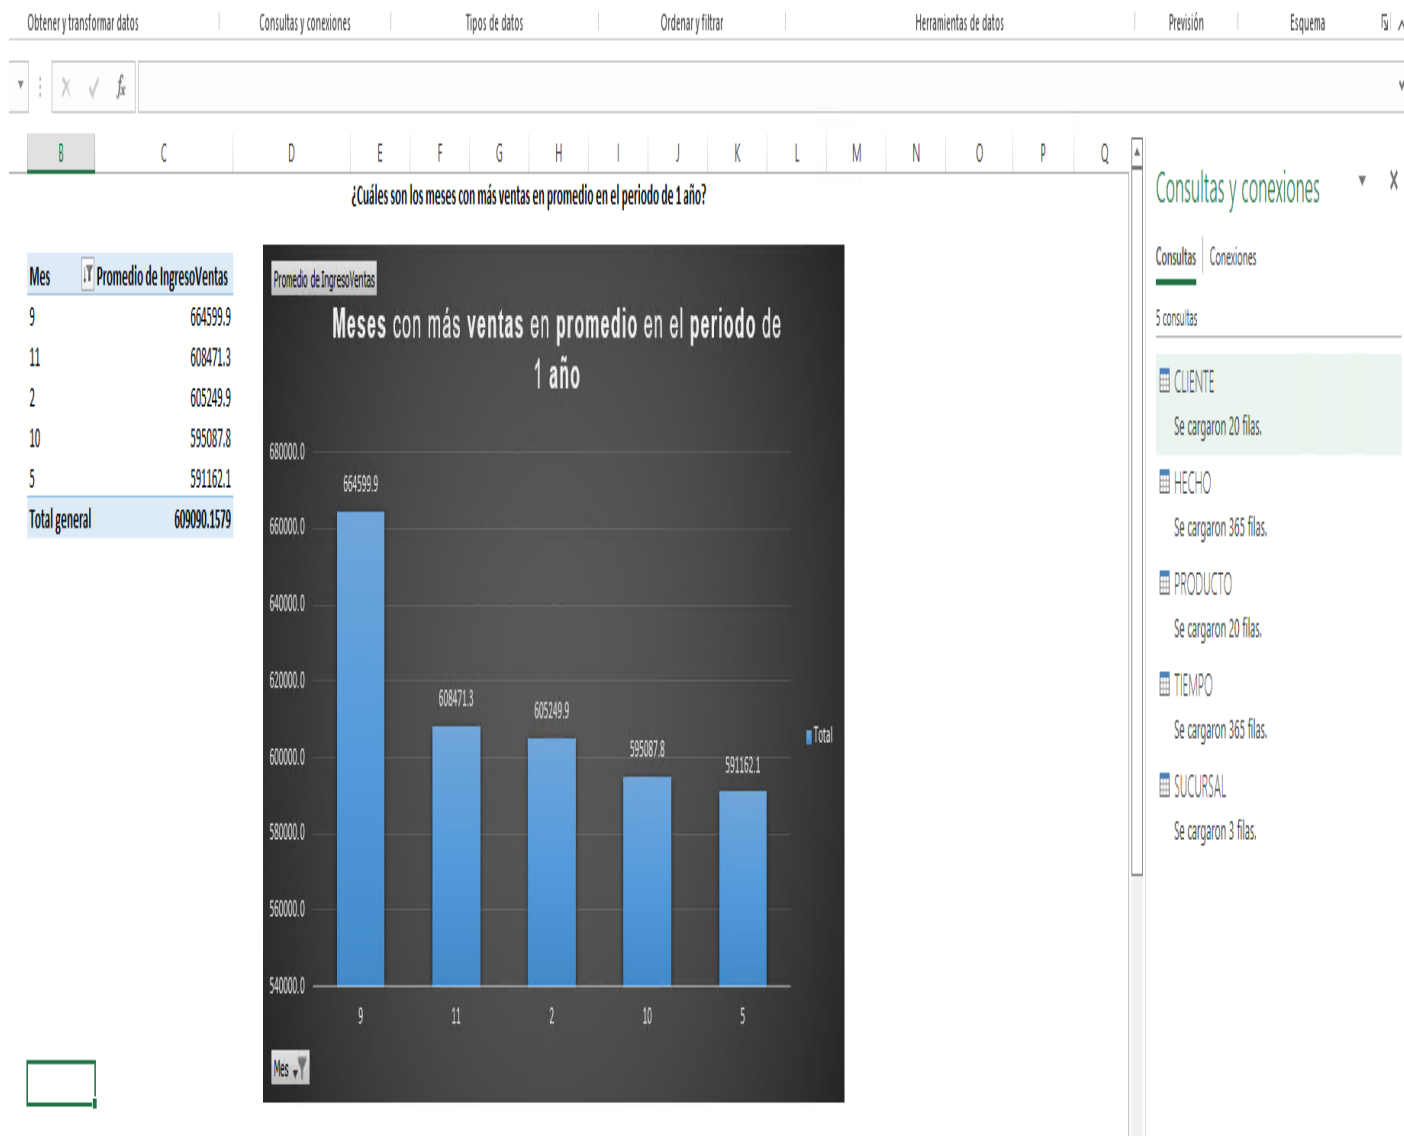 Obtener y transformar datos Consultas y conexiones Tipos de datos Ordenar y filtrar Herramientas de datos Previsión Esquema
fx
B C D E F G H I J K L M N O P Q
¿Cuáles son los meses con más ventas en promedio en el periodo de 1 año?
Mes Promedio de IngresoVentas
9 664599.9
11 608471.3
2 605249.9
10 595087.8
5 591162.1
Total general 609090.1579
Promedio de IngresoVentas
Meses con más ventas en promedio en el periodo de
1 año
680000.0
660000.0
640000.0
620000.0
600000.0
580000.0
560000.0
540000.0
664599.9
608471.3
605249.9
595087.8
591162.1
9 11 2 10 5
Total
Mes
Consultas y conexiones
Consultas Conexiones
5 consultas
CLIENTE
Se cargaron 20 filas.
HECHO
Se cargaron 365 filas.
PRODUCTO
Se cargaron 20 filas.
TIEMPO
Se cargaron 365 filas.
SUCURSAL
Se cargaron 3 filas.